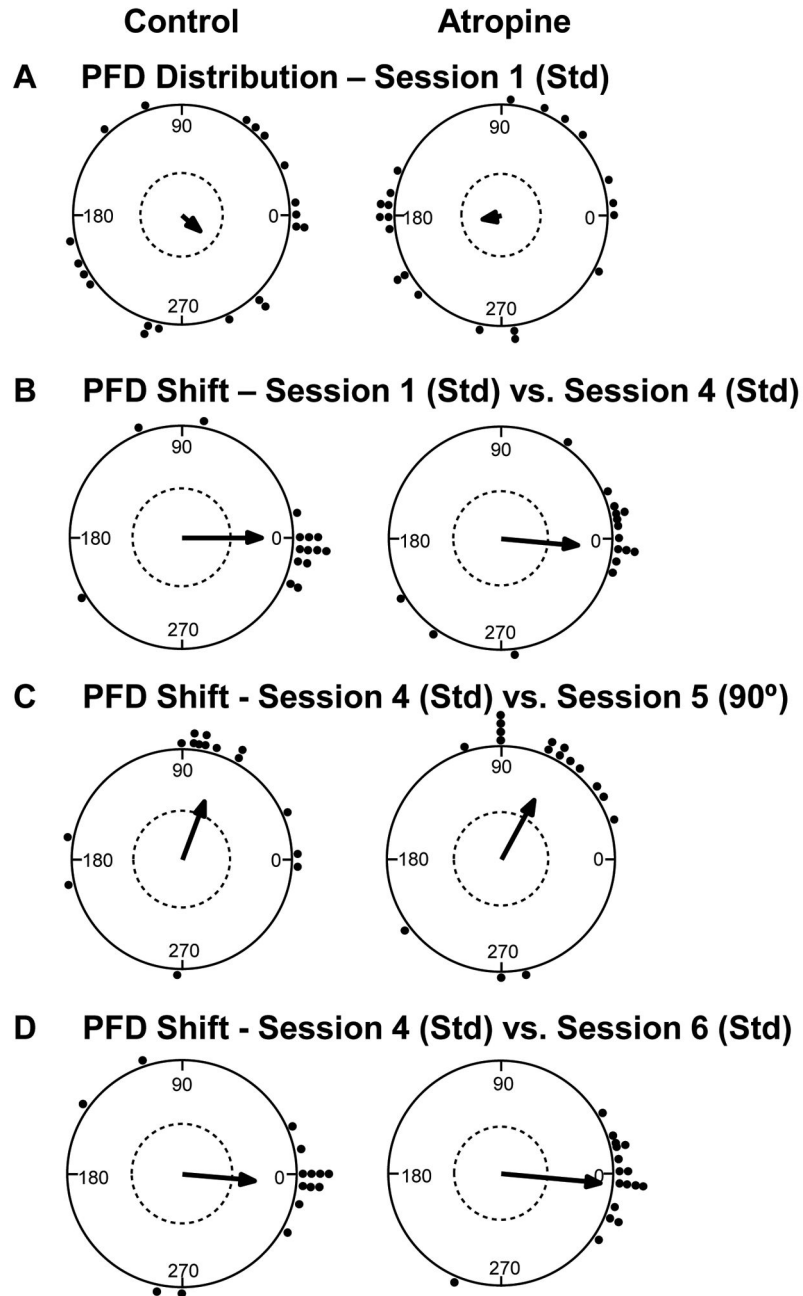 Control Atropine
A PFD Distribution – Session 1 (Std)
90 90
180 0 180 0
270 270
B PFD Shift – Session 1 (Std) vs. Session 4 (Std)
90 90
180 0 180 0
270 270
C PFD Shift - Session 4 (Std) vs. Session 5 (90º)
90 90
180 0 180 0
270 270
D PFD Shift - Session 4 (Std) vs. Session 6 (Std)
90 90
180 0 180 0
270 270